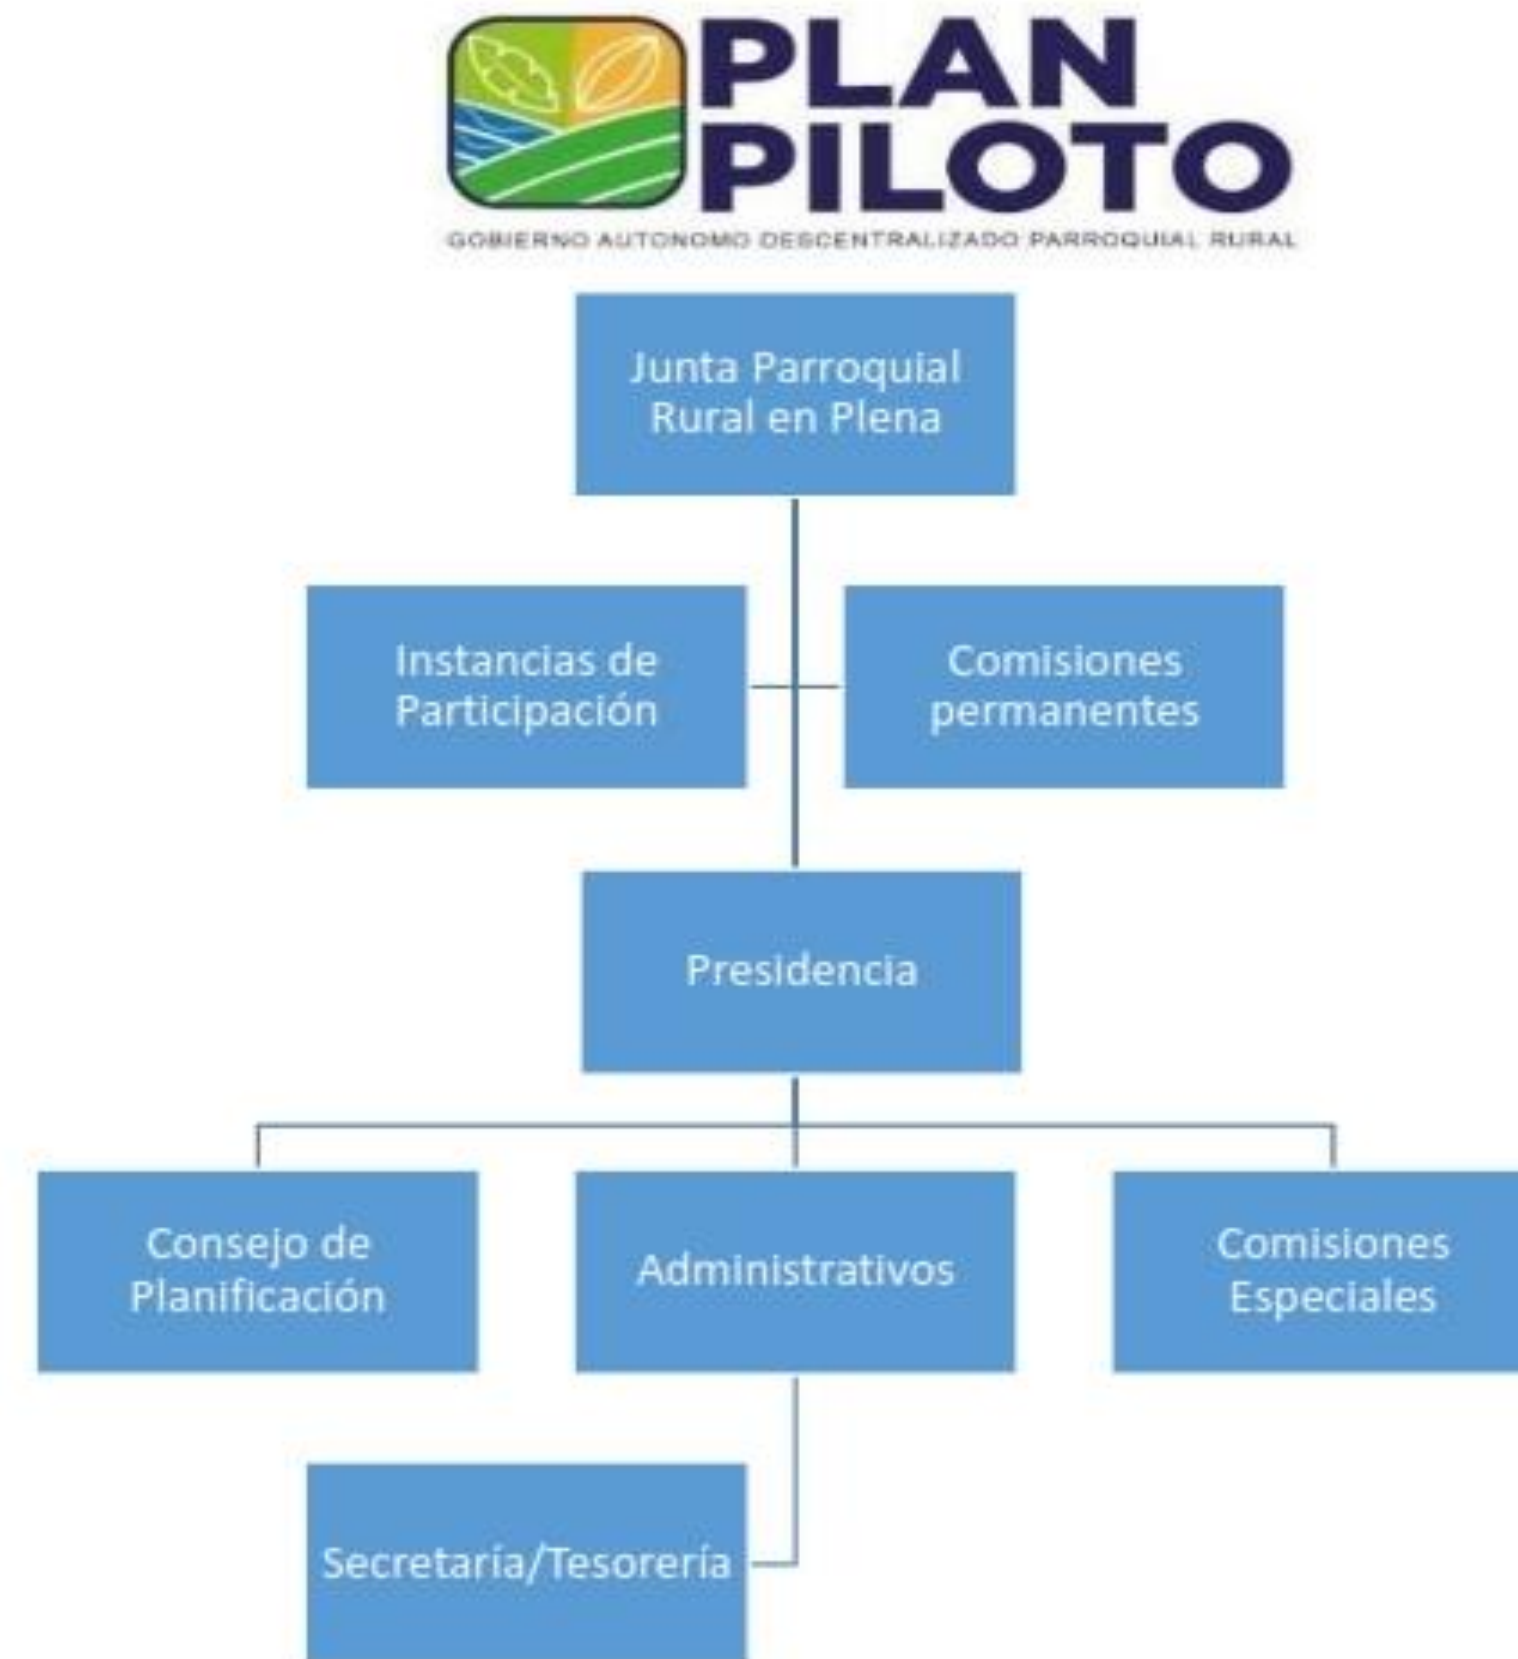 PLAN
PILOTO
GOBIERNO AUTONOMO DESCENTRALIZADO PARROQUIAL RURAL
Junta Parroquial
Rural en Plena
Instancias de
Participación
Comisiones
permanentes
Presidencia
Consejo de
Planificación
Administrativos
Comisiones
Especiales
Secretaría/Tesorería